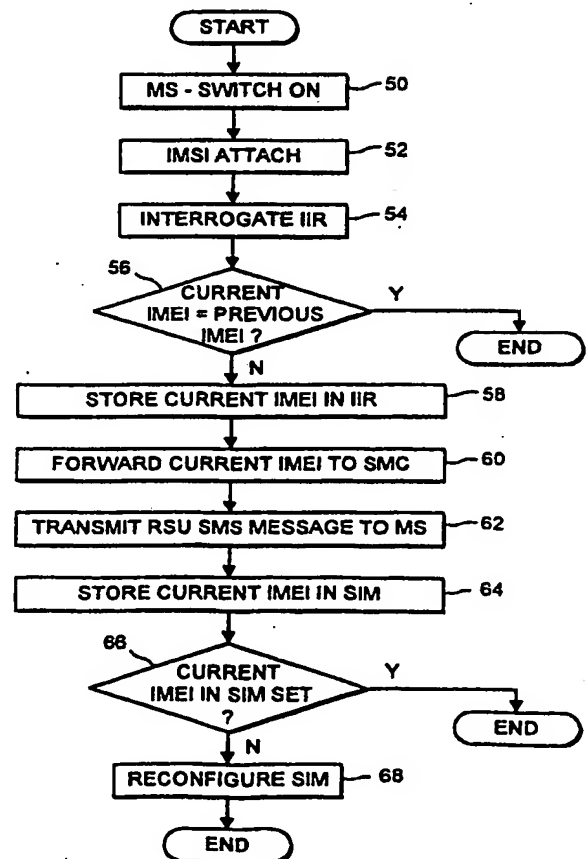 START
MS - SWITCH ON
50
IMSI ATTACH
52
INTERROGATE IIR
54
56
CURRENT
IMEI = PREVIOUS
IMEI ?
Y
END
N
STORE CURRENT IMEI IN IIR
58
FORWARD CURRENT IMEI TO SMC
60
TRANSMIT RSU SMS MESSAGE TO MS
62
STORE CURRENT IMEI IN SIM
64
66
CURRENT
IMEI IN SIM SET
?
Y
END
N
RECONFIGURE SIM
68
END